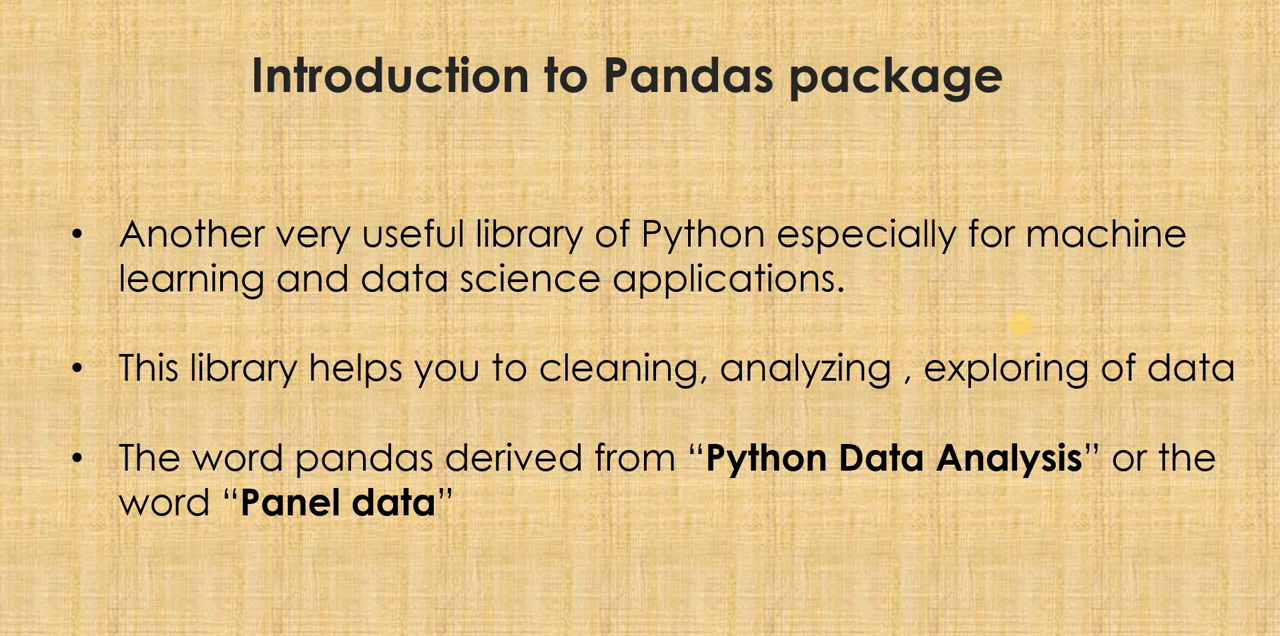 Introduction to Pandas package
• Another very useful library of Python especially for machine
learning and data science applications.
• This library helps you to cleaning, analyzing , exploring of data
• The word pandas derived from “Python Data Analysis” or the
word “Panel data”